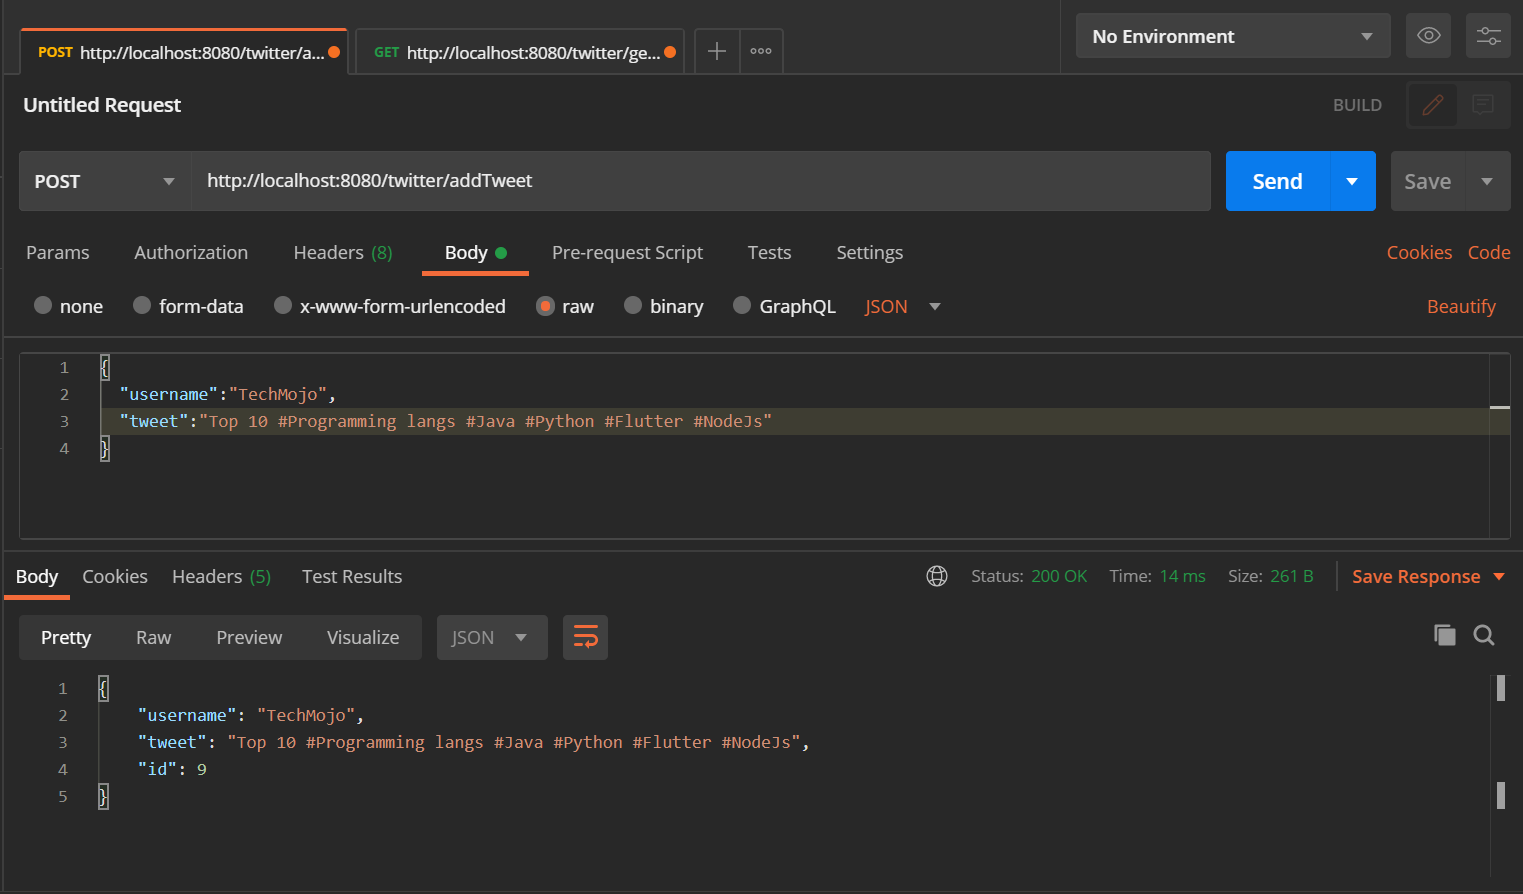 POST http://localhost:8080/twitter/a...
GET http://localhost:8080/twitter/ge...
No Environment
Untitled Request
BUILD
POST
http://localhost:8080/twitter/addTweet
Send
Save
Params Authorization Headers (8) Body Pre-request Script Tests Settings Cookies Code
none form-data x-www-form-urlencoded raw binary GraphQL JSON Beautify
1 {
2 "username":"TechMojo",
3 "tweet":"Top 10 #Programming langs #Java #Python #Flutter #NodeJs"
4 }
Body Cookies Headers (5) Test Results Status: 200 OK Time: 14 ms Size: 261 B Save Response
Pretty Raw Preview Visualize JSON
1 {
2 "username": "TechMojo",
3 "tweet": "Top 10 #Programming langs #Java #Python #Flutter #NodeJs",
4 "id": 9
5 }